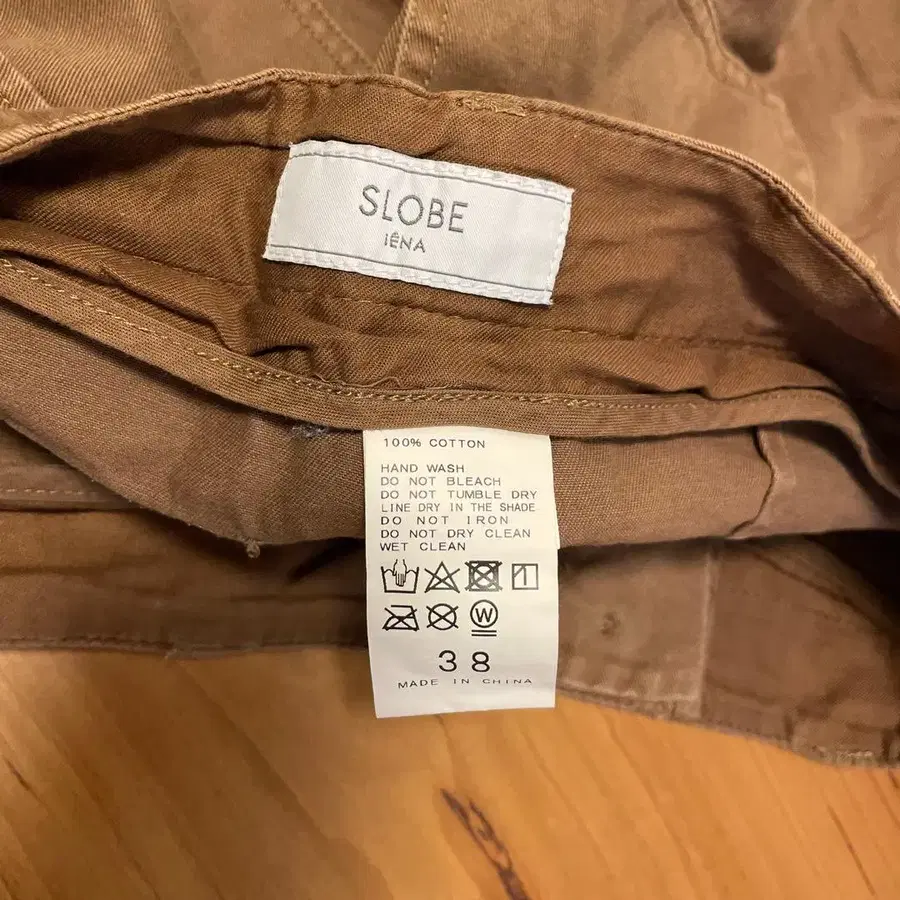 SLOBE
IÉNA
100% COTTON
HAND WASH
DO NOT BLEACH
DO NOT TUMBLE DRY
LINE DRY IN THE SHADE
DO NOT IRON
DO NOT DRY CLEAN
WET CLEAN
W
38
MADE IN CHINA